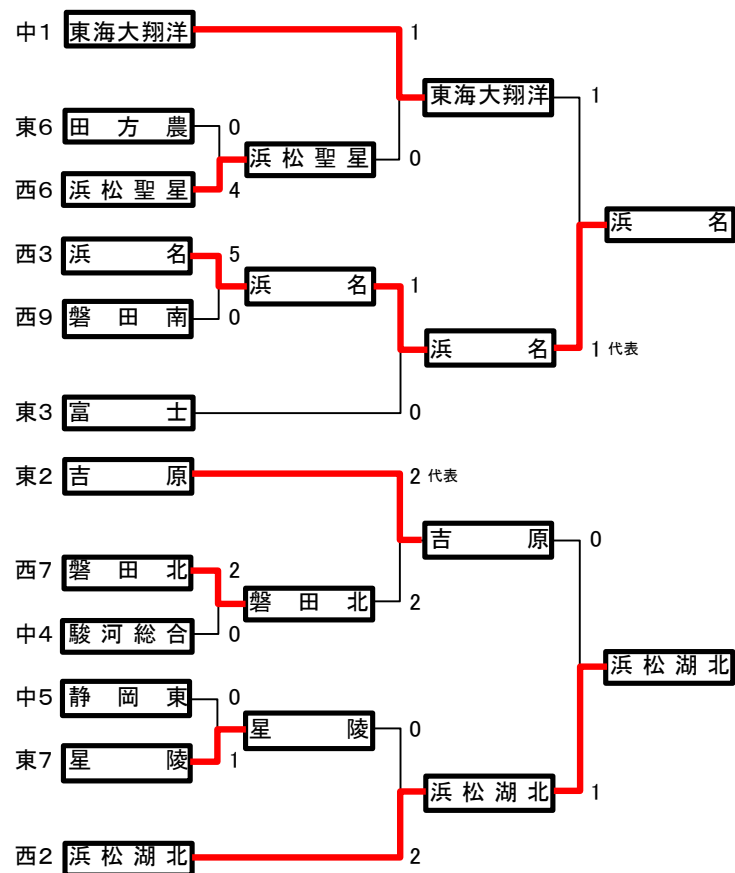 中1 東海大翔洋 1
東海大翔洋 1
東6 田方農 0
浜松聖星 0
西6 浜松聖星 4
浜名
西3 浜名 5
浜名 1
西9 磐田南 0
浜名 1 代表
東3 富士 0
東2 吉原 2 代表
吉原 0
西7 磐田北 2
磐田北 2
中4 駿河総合 0
浜松湖北
中5 静岡東 0
星陵 0
東7 星陵 1
浜松湖北 1
西2 浜松湖北 2